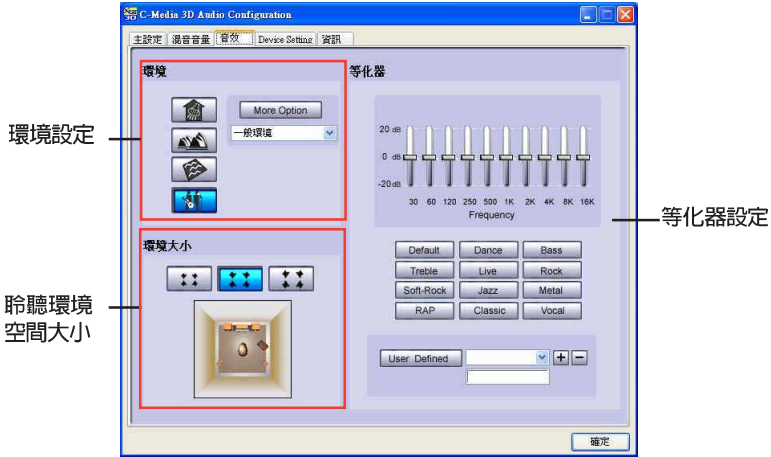 C-Media 3D Audio Configuration
主設定 混音音量 音效 Device Setting 資訊
環境
等化器
More Option
一般環境
環境設定
20 dB
0 dB
-20 dB
30 60 120 250 500 1K 2K 4K 8K 16K
Frequency
等化器設定
環境大小
Default Dance Bass
Treble Live Rock
Soft-Rock Jazz Metal
RAP Classic Vocal
聆聽環境
空間大小
User Defined
確定